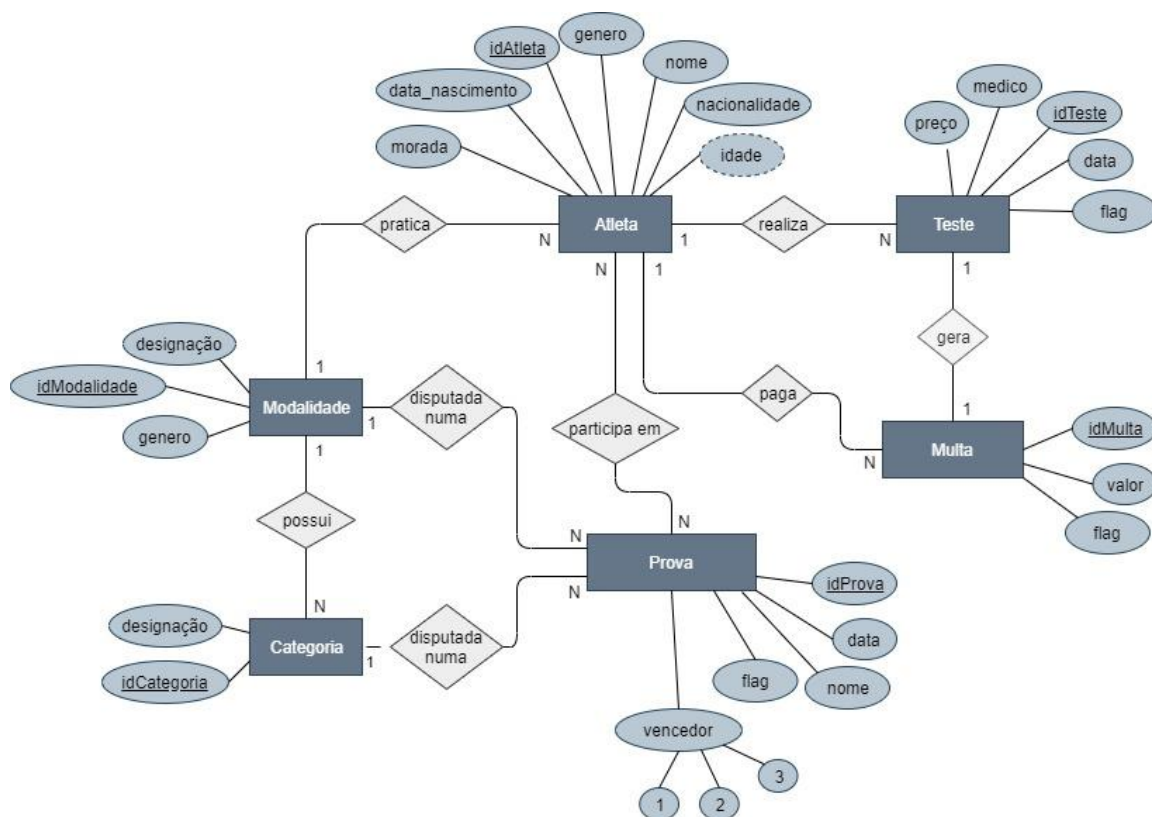 genero
idAtleta
nome
medico
data_nascimento
nacionalidade
idTeste
preço
morada
idade
data
flag
pratica
Atleta
realiza
Teste
N
N
1
N
1
1
gera
designação
idModalidade
Modalidade
disputada
numa
paga
1
1
1
1
genero
participa em
idMulta
Multa
N
valor
possui
flag
N
N
Prova
idProva
N
N
designação
Categoria
1
disputada
numa
data
idCategoria
flag
nome
vencedor
3
1
2